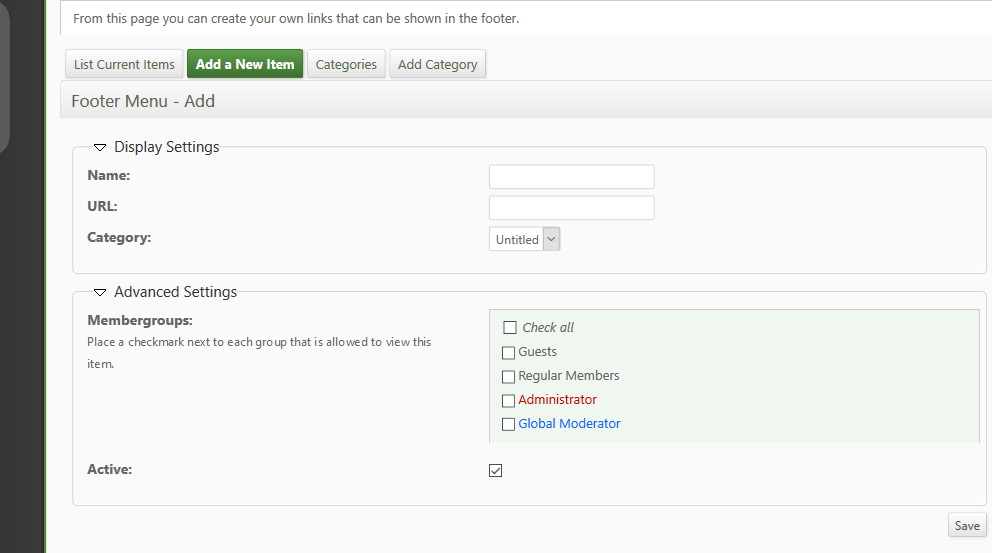 From this page you can create your own links that can be shown in the footer.
List Current Items
Add a New Item
Categories
Add Category
Footer Menu - Add
Display Settings
Name:
URL:
Category:
Untitled
Advanced Settings
Membergroups:
Place a checkmark next to each group that is allowed to view this
item.
Check all
Guests
Regular Members
Administrator
Global Moderator
Active:
Save